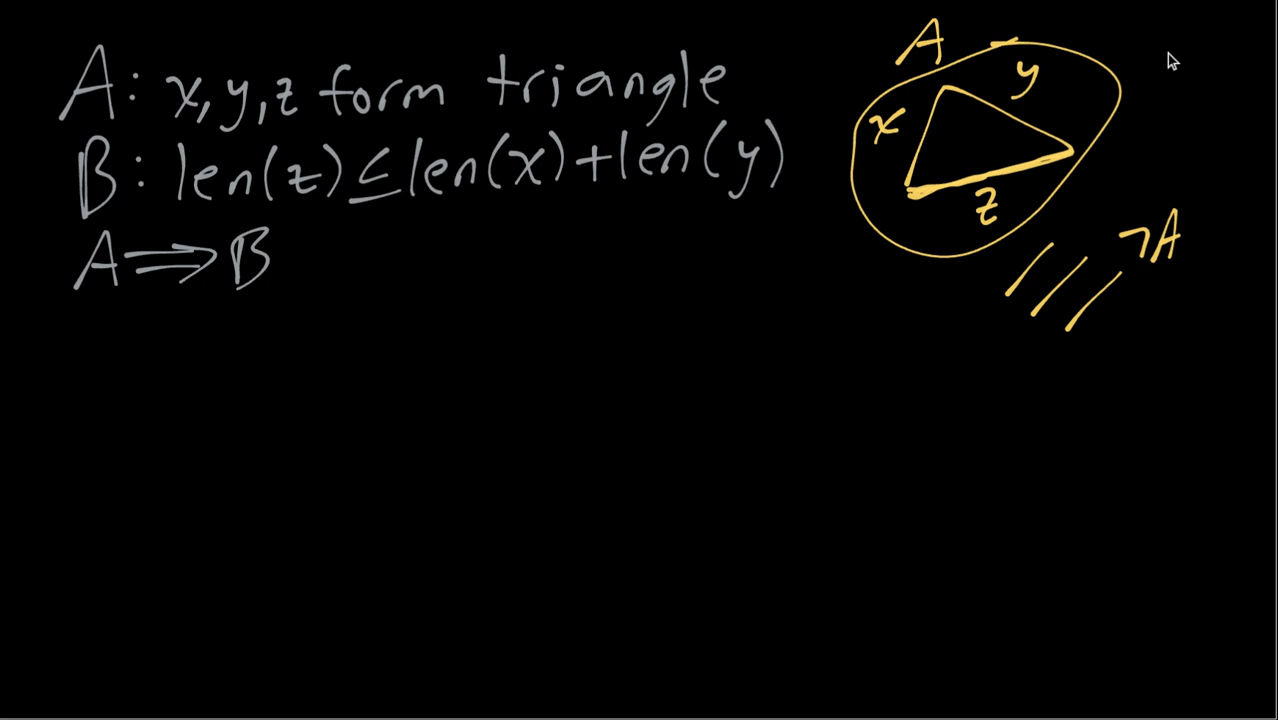 A: x, y, z form triangle
B: len(z) ≤ len(x) + len(y)
A ⟹ B
A
y
x
z
¬A